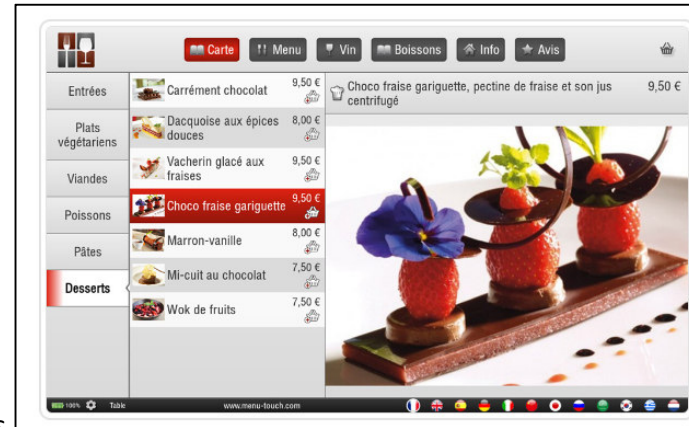 Carte
Menu
Vin
Boissons
Info
Avis
Entrées
Plats
végétariens
Viandes
Poissons
Pâtes
Desserts
Carrément chocolat
9,50 €
Dacquoise aux épices
douces
8,00 €
Vacherin glacé aux
fraises
9,50 €
Choco fraise gariguette
9,50 €
Marron-vanille
8,00 €
Mi-cuit au chocolat
7,50 €
Wok de fruits
7,50 €
Choco fraise gariguette, pectine de fraise et son jus
centrifugé
9,50 €
100%
Table
www.menu-touch.com